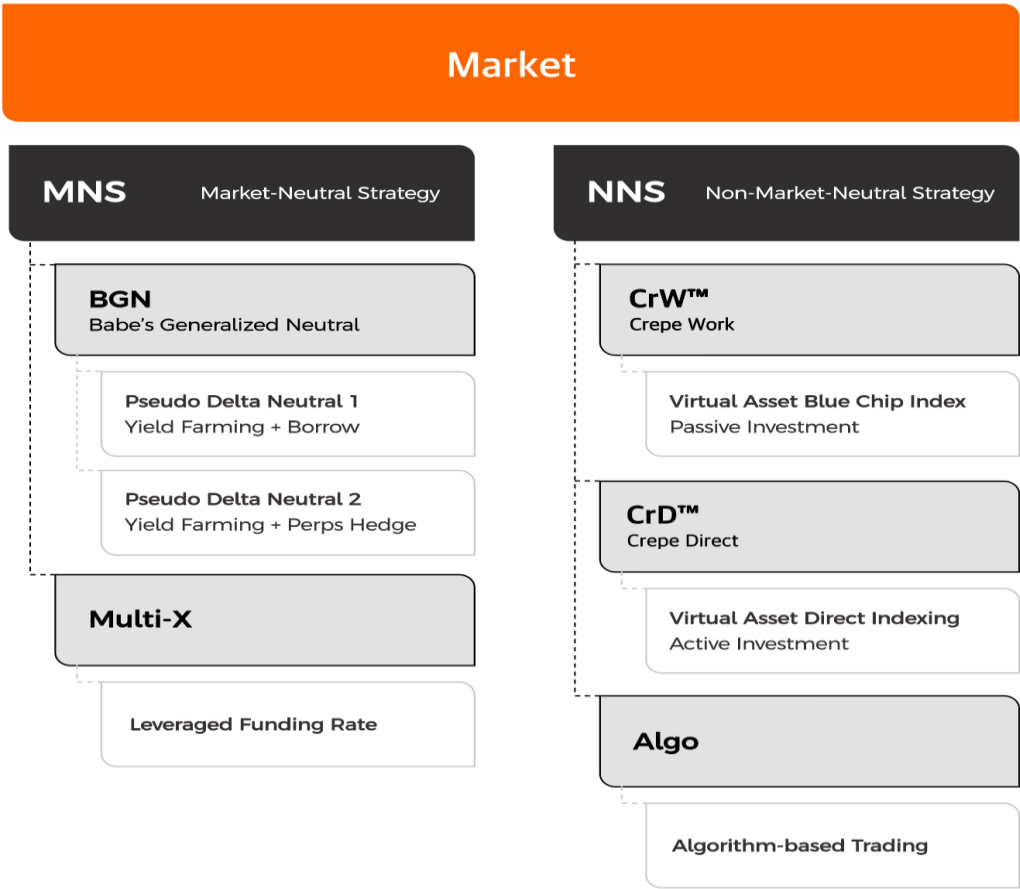 Market
MNS Market-Neutral Strategy
BGN
Babe's Generalized Neutral
Pseudo Delta Neutral 1
Yield Farming + Borrow
Pseudo Delta Neutral 2
Yield Farming + Perps Hedge
Multi-X
Leveraged Funding Rate
NNS Non-Market-Neutral Strategy
CrW™
Crepe Work
Virtual Asset Blue Chip Index
Passive Investment
CrD™
Crepe Direct
Virtual Asset Direct Indexing
Active Investment
Algo
Algorithm-based Trading